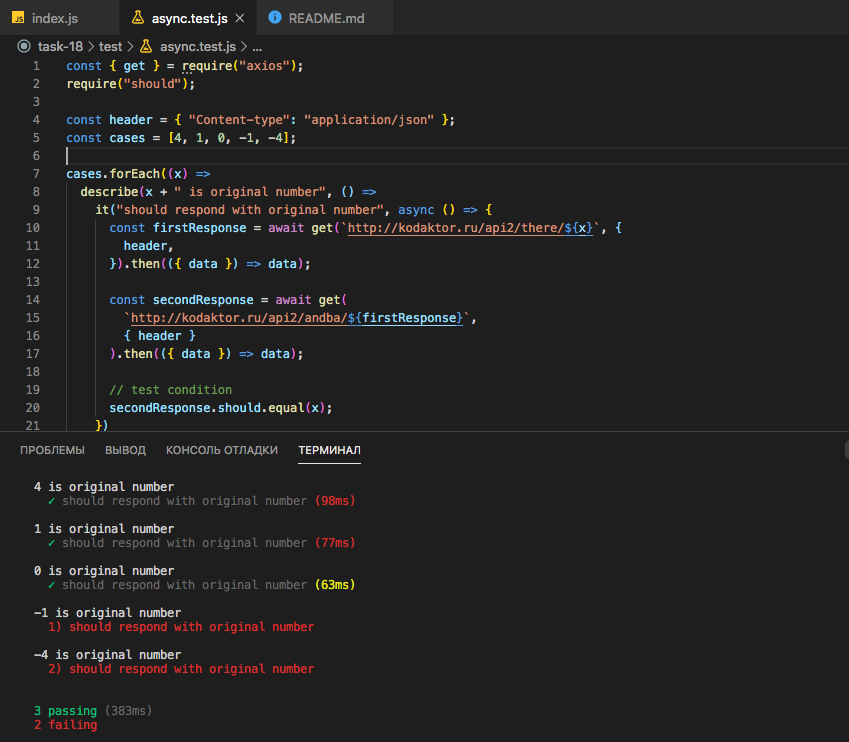 JS index.js
async.test.js ×
README.md
task-18 > test > async.test.js > ...
1 const { get } = require("axios");
2 require("should");
3
4 const header = { "Content-type": "application/json" };
5 const cases = [4, 1, 0, -1, -4];
6
7 cases.forEach((x) =>
8 describe(x + " is original number", () =>
9 it("should respond with original number", async () => {
10 const firstResponse = await get(`http://kodaktor.ru/api2/there/${x}`, {
11 header,
12 }).then(({ data }) => data);
13
14 const secondResponse = await get(
15 `http://kodaktor.ru/api2/andba/${firstResponse}`,
16 { header }
17 ).then(({ data }) => data);
18
19 // test condition
20 secondResponse.should.equal(x);
21 })
ПРОБЛЕМЫ ВЫВОД КОНСОЛЬ ОТЛАДКИ ТЕРМИНАЛ
4 is original number
✓ should respond with original number (98ms)
1 is original number
✓ should respond with original number (77ms)
0 is original number
✓ should respond with original number (63ms)
-1 is original number
1) should respond with original number
-4 is original number
2) should respond with original number
3 passing (383ms)
2 failing